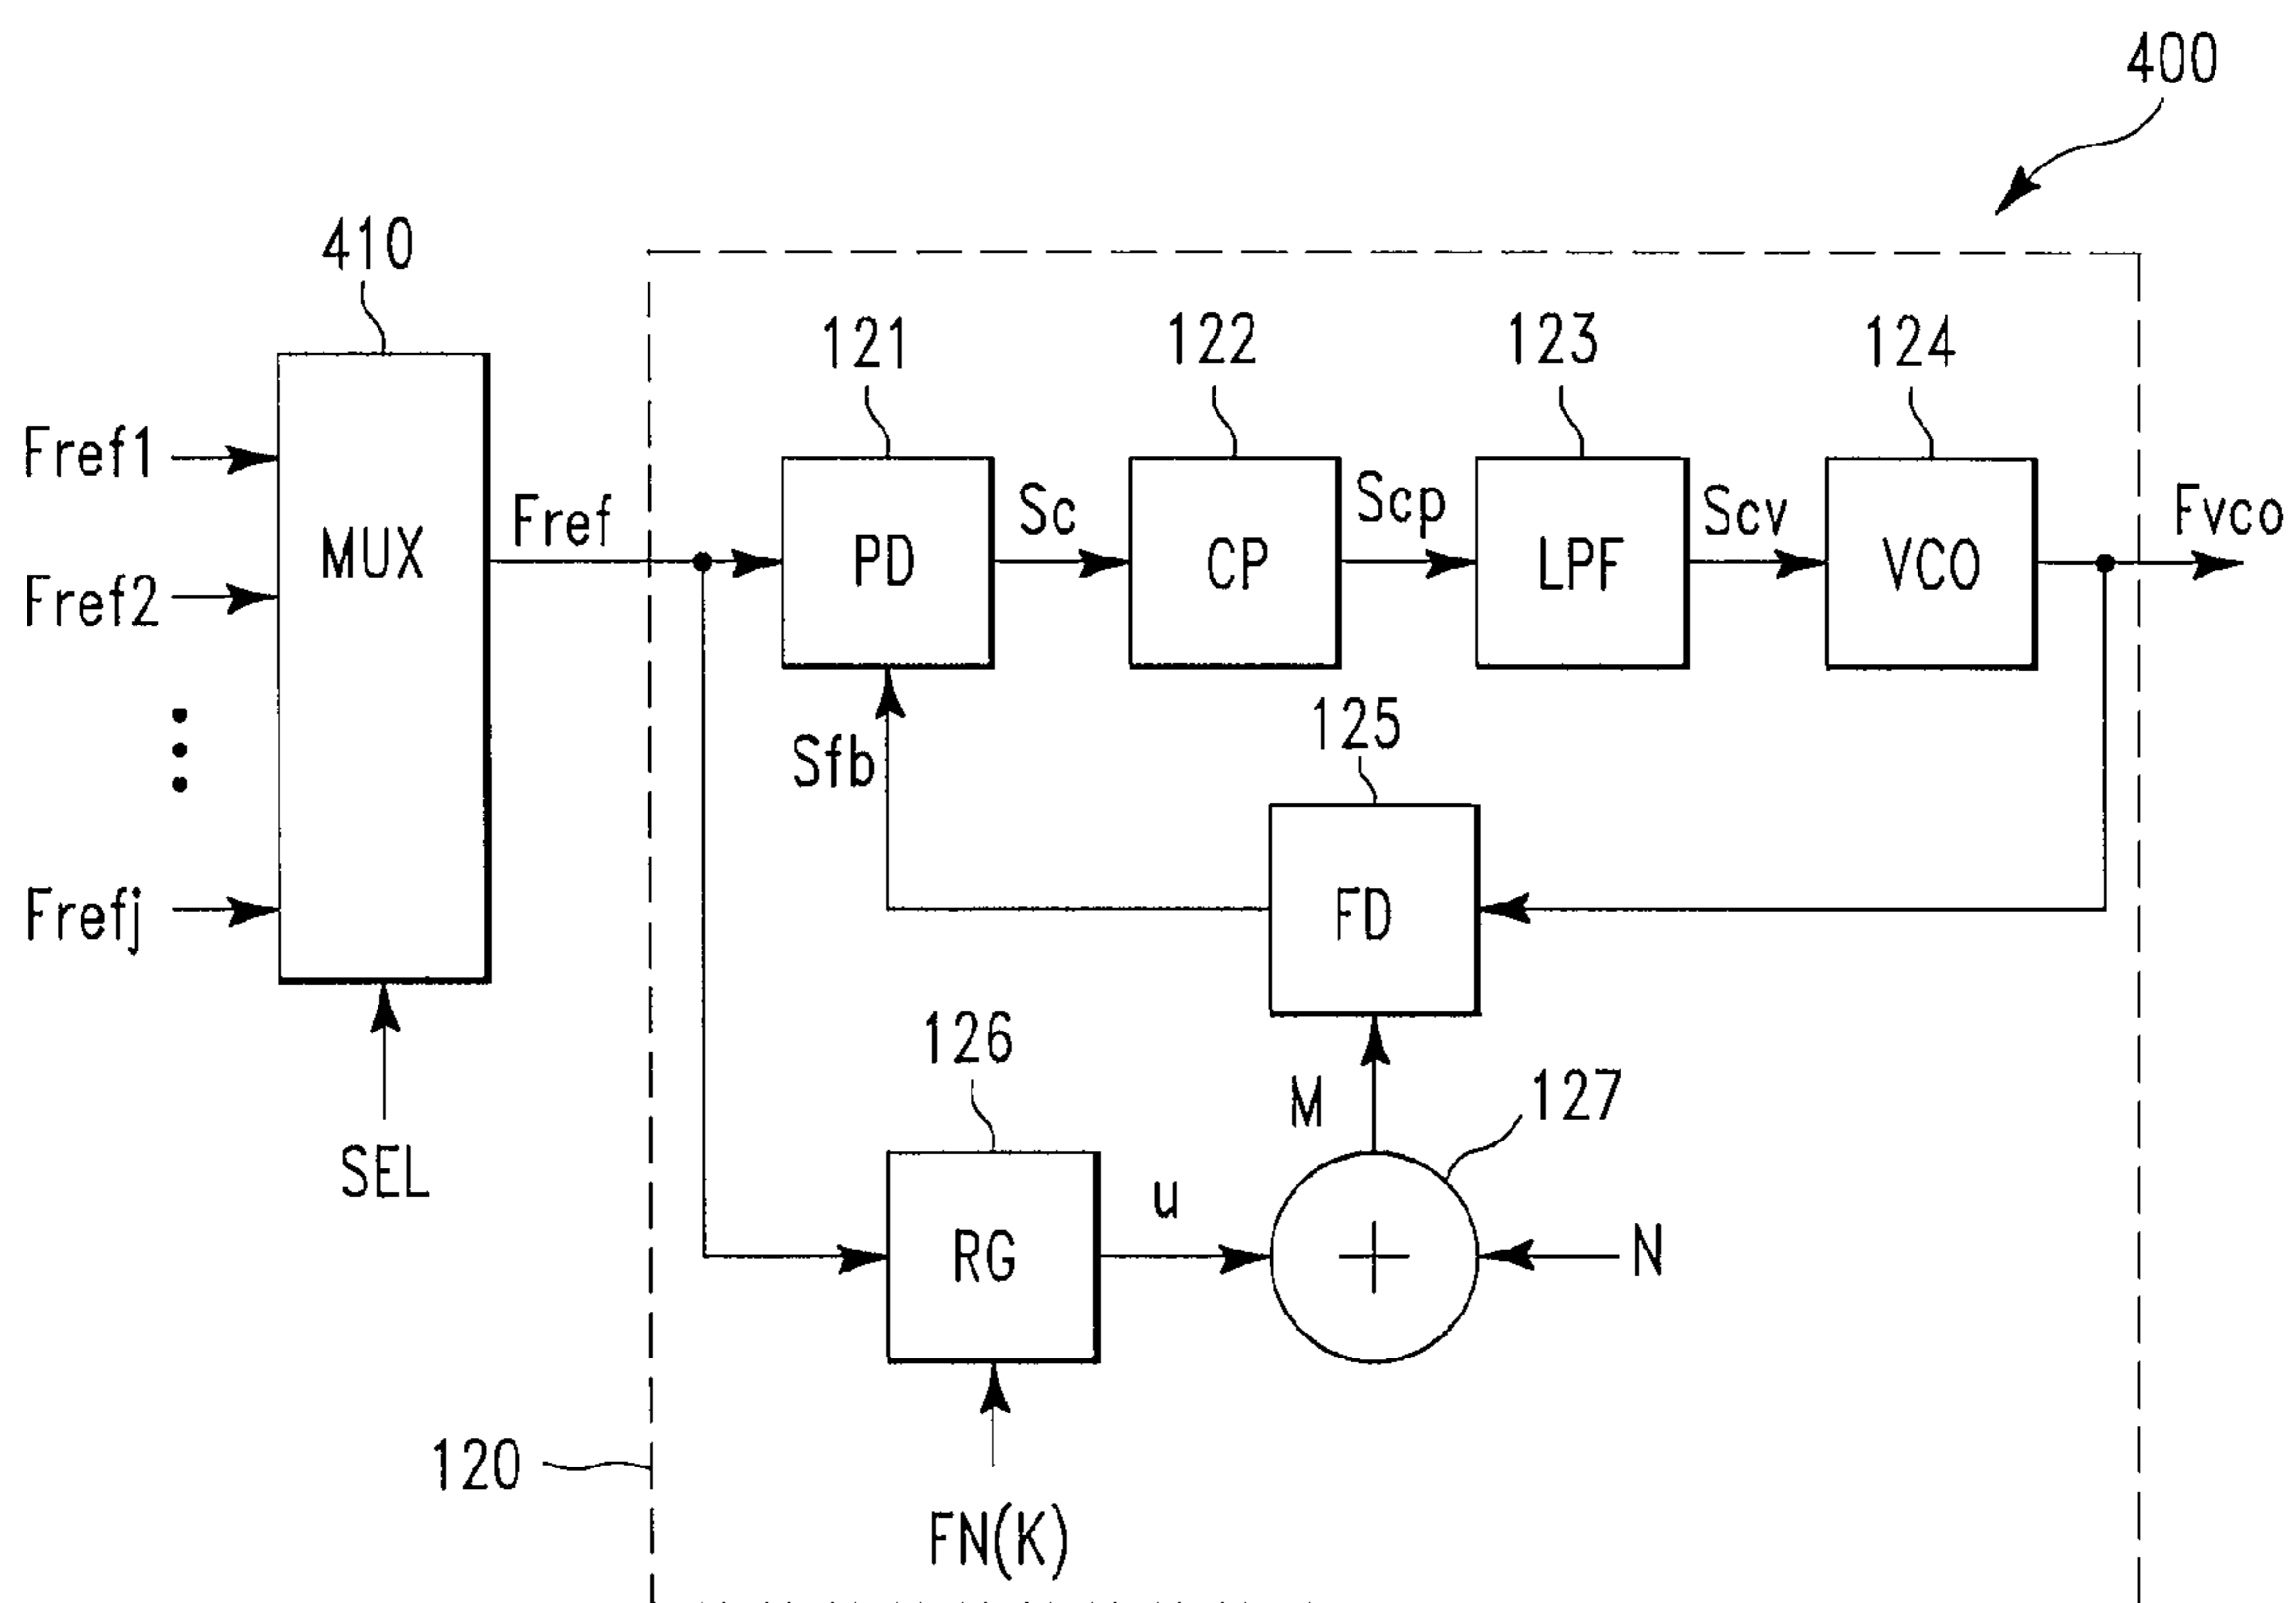 400
410
121
122
123
124
Fref1
Fref2
Frefj
MUX
Fref
PD
Sc
CP
Scp
LPF
Scv
VCO
Fvco
Sfb
125
FD
SEL
126
M
127
RG
u
+
N
120
FN(K)